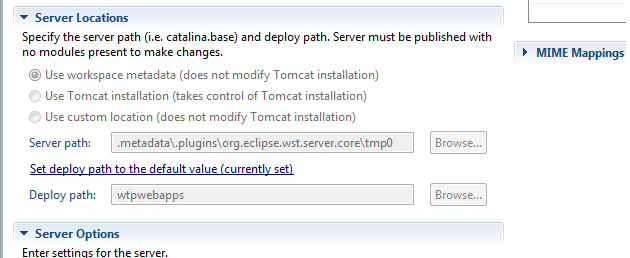 Server Locations
Specify the server path (i.e. catalina.base) and deploy path. Server must be published with
no modules present to make changes.
Use workspace metadata (does not modify Tomcat installation)
Use Tomcat installation (takes control of Tomcat installation)
Use custom location (does not modify Tomcat installation)
Server path: .metadata\.plugins\org.eclipse.wst.server.core\tmp0 Browse...
Set deploy path to the default value (currently set)
Deploy path: wtpwebapps Browse...
Server Options
Enter settings for the server.
MIME Mappings